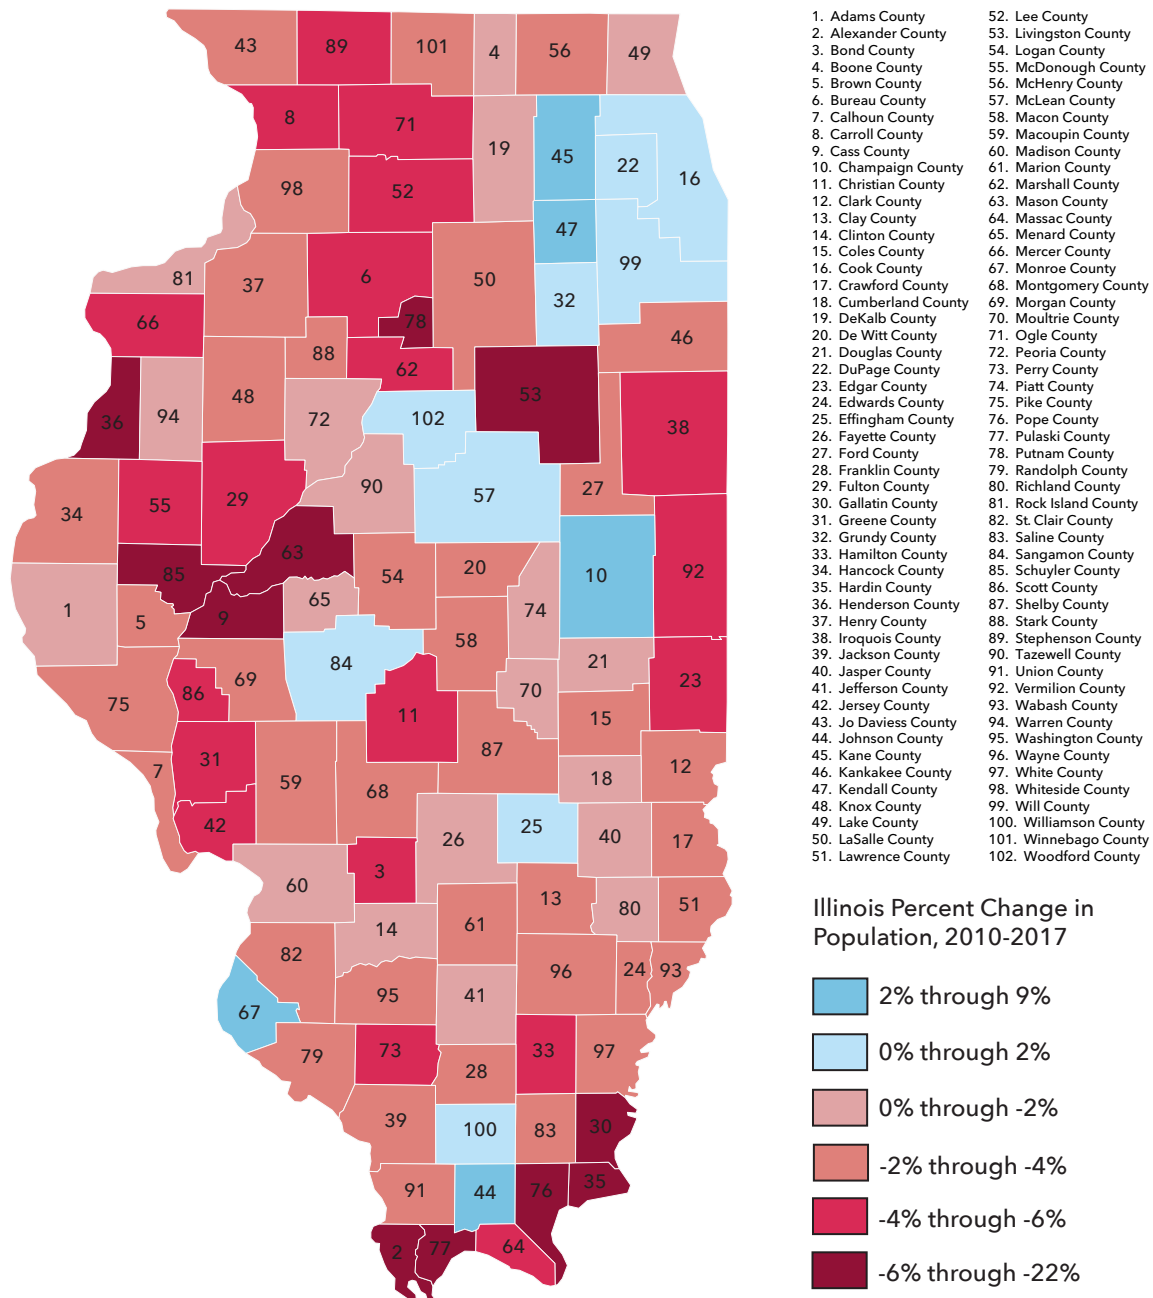 43
89
101
4
56
49
8
71
19
45
22
16
98
52
47
99
81
37
6
50
32
66
78
46
88
62
36
94
48
72
102
53
38
90
57
34
55
29
27
63
85
54
20
10
92
1
5
9
65
74
58
84
21
75
86
69
70
23
11
15
31
87
7
59
68
18
12
42
25
26
40
17
3
60
13
80
51
14
61
82
96
24
93
95
41
67
79
73
28
33
97
39
100
83
30
91
44
76
35
2
77
64
1. Adams County
2. Alexander County
3. Bond County
4. Boone County
5. Brown County
6. Bureau County
7. Calhoun County
8. Carroll County
9. Cass County
10. Champaign County
11. Christian County
12. Clark County
13. Clay County
14. Clinton County
15. Coles County
16. Cook County
17. Crawford County
18. Cumberland County
19. DeKalb County
20. De Witt County
21. Douglas County
22. DuPage County
23. Edgar County
24. Edwards County
25. Effingham County
26. Fayette County
27. Ford County
28. Franklin County
29. Fulton County
30. Gallatin County
31. Greene County
32. Grundy County
33. Hamilton County
34. Hancock County
35. Hardin County
36. Henderson County
37. Henry County
38. Iroquois County
39. Jackson County
40. Jasper County
41. Jefferson County
42. Jersey County
43. Jo Daviess County
44. Johnson County
45. Kane County
46. Kankakee County
47. Kendall County
48. Knox County
49. Lake County
50. LaSalle County
51. Lawrence County
52. Lee County
53. Livingston County
54. Logan County
55. McDonough County
56. McHenry County
57. McLean County
58. Macon County
59. Macoupin County
60. Madison County
61. Marion County
62. Marshall County
63. Mason County
64. Massac County
65. Menard County
66. Mercer County
67. Monroe County
68. Montgomery County
69. Morgan County
70. Moultrie County
71. Ogle County
72. Peoria County
73. Perry County
74. Piatt County
75. Pike County
76. Pope County
77. Pulaski County
78. Putnam County
79. Randolph County
80. Richland County
81. Rock Island County
82. St. Clair County
83. Saline County
84. Sangamon County
85. Schuyler County
86. Scott County
87. Shelby County
88. Stark County
89. Stephenson County
90. Tazewell County
91. Union County
92. Vermilion County
93. Wabash County
94. Warren County
95. Washington County
96. Wayne County
97. White County
98. Whiteside County
99. Will County
100. Williamson County
101. Winnebago County
102. Woodford County
Illinois Percent Change in
Population, 2010-2017
2% through 9%
0% through 2%
0% through -2%
-2% through -4%
-4% through -6%
-6% through -22%